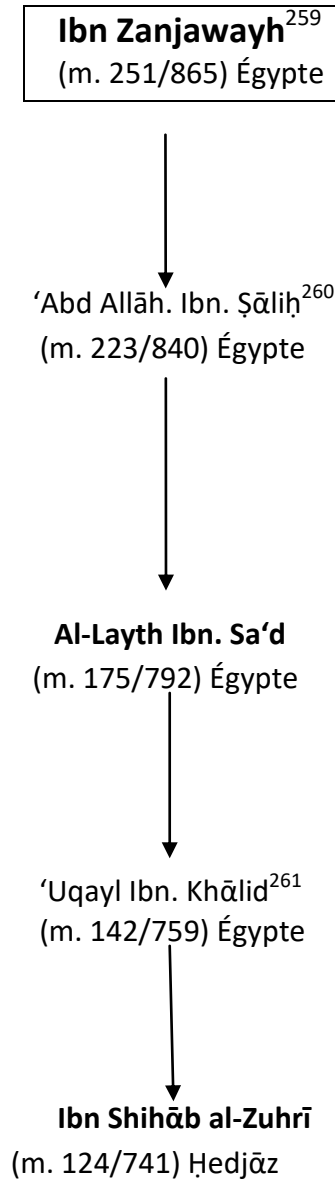 Ibn Zanjawayh259
(m. 251/865) Égypte
‘Abd Allāh. Ibn. Ṣāliḥ260
(m. 223/840) Égypte
Al-Layth Ibn. Sa‘d
(m. 175/792) Égypte
‘Uqayl Ibn. Khālid261
(m. 142/759) Égypte
Ibn Shihāb al-Zuhrī
(m. 124/741) Ḥedjāz